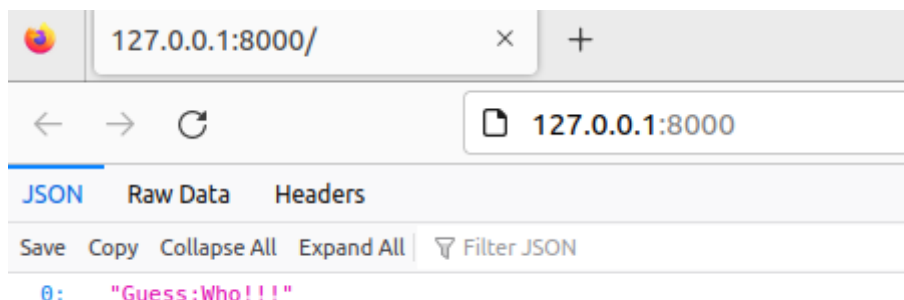 127.0.0.1:8000/
127.0.0.1:8000
JSON Raw Data Headers
Save Copy Collapse All Expand All Filter JSON
0: "Guess:Who!!!"